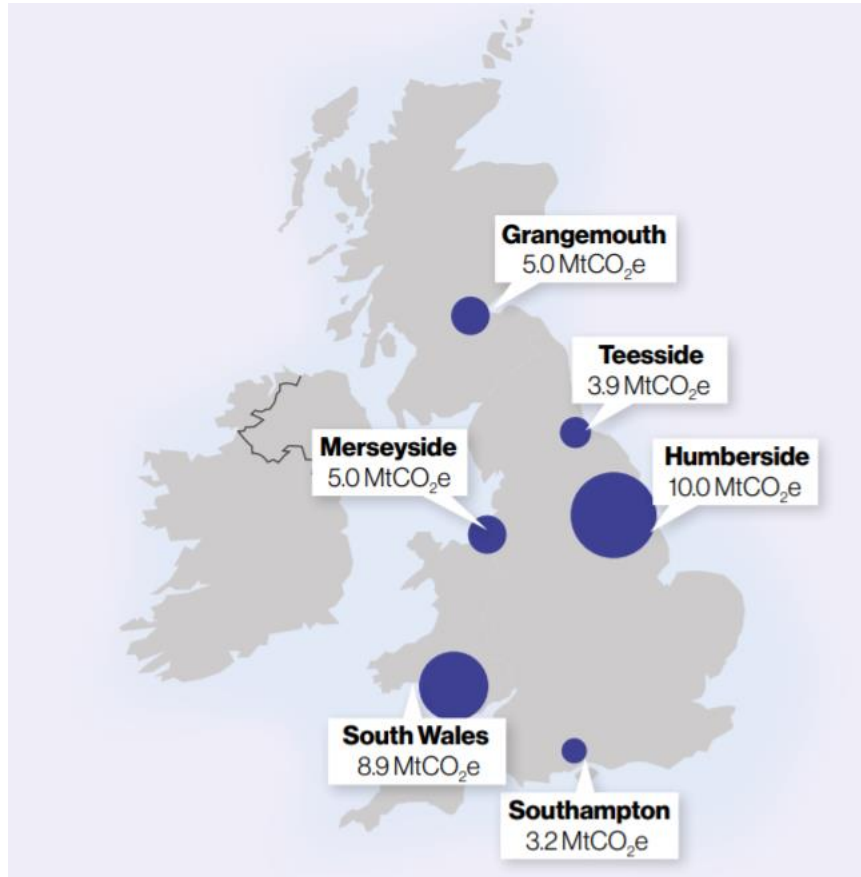 Grangemouth
5.0 MtCO₂e
Teesside
3.9 MtCO₂e
Merseyside
5.0 MtCO₂e
Humberside
10.0 MtCO₂e
South Wales
8.9 MtCO₂e
Southampton
3.2 MtCO₂e